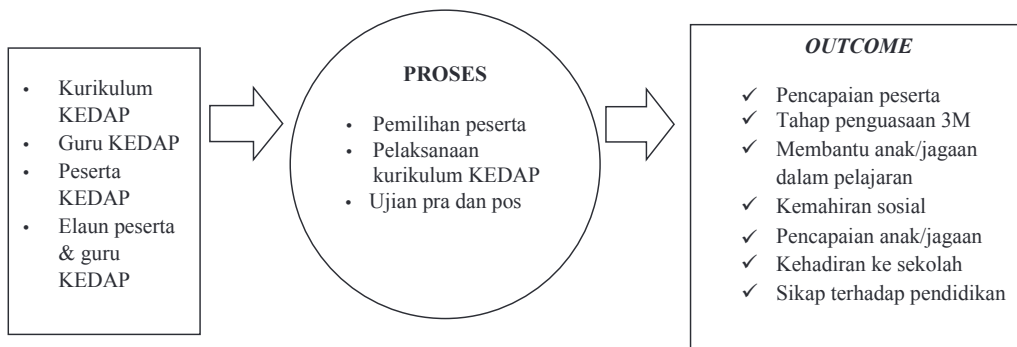 • Kurikulum
KEDAP
• Guru KEDAP
• Peserta
KEDAP
• Elaun peserta
& guru
KEDAP
PROSES
• Pemilihan peserta
• Pelaksanaan
kurikulum KEDAP
• Ujian pra dan pos
OUTCOME
✓ Pencapaian peserta
✓ Tahap penguasaan 3M
✓ Membantu anak/jagaan
dalam pelajaran
✓ Kemahiran sosial
✓ Pencapaian anak/jagaan
✓ Kehadiran ke sekolah
✓ Sikap terhadap pendidikan